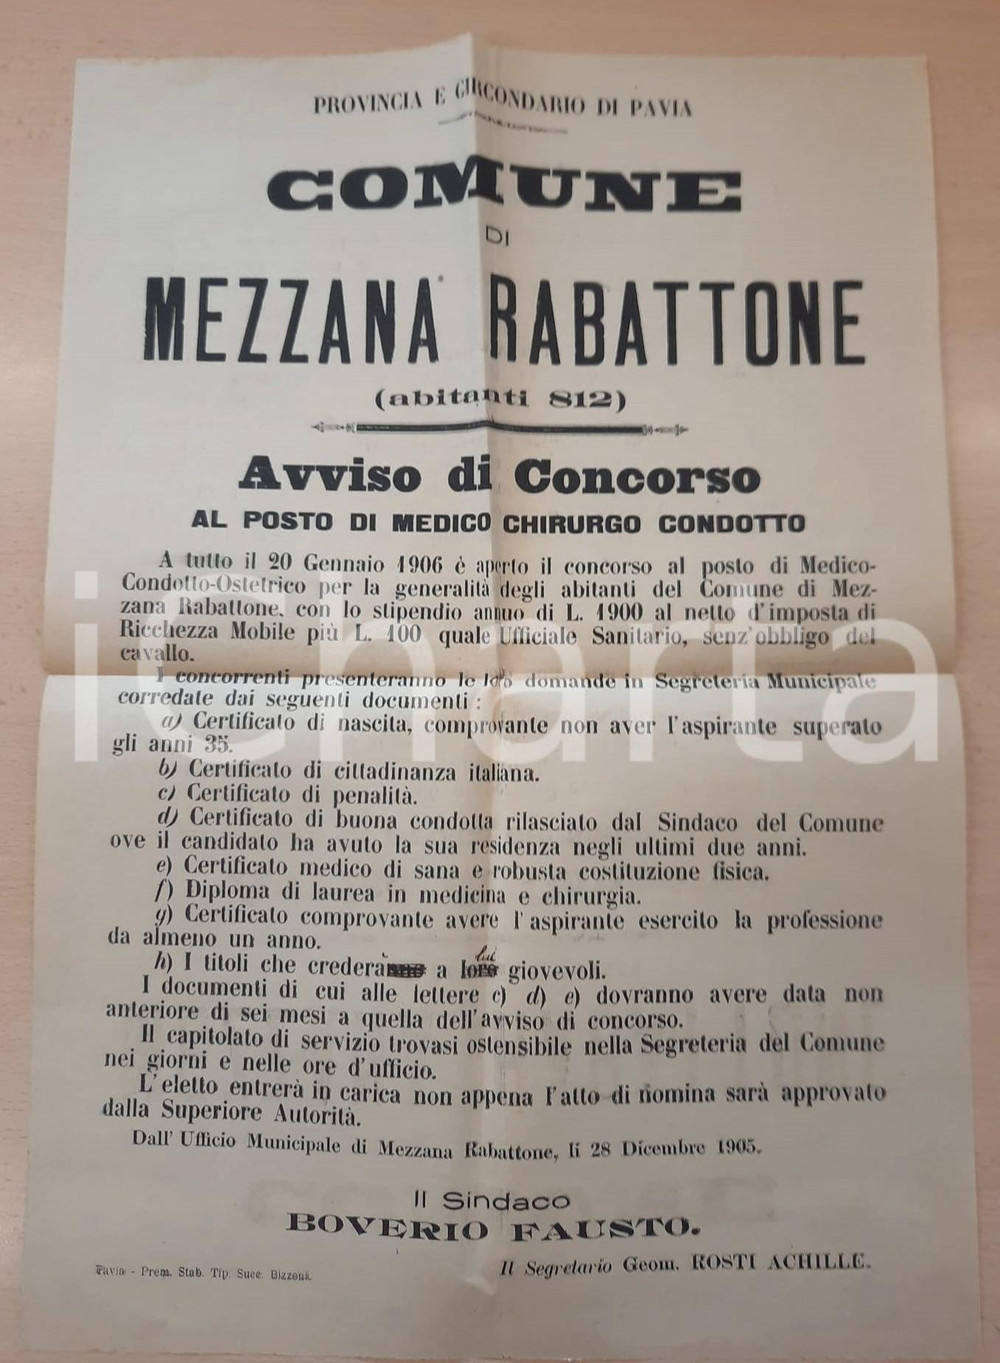 PROVINCIA E CIRCONDARIO DI PAVIA
COMUNE
DI
MEZZANA RABATTONE
(abitanti 812)
Avviso di Concorso
AL POSTO DI MEDICO CHIRURGO CONDOTTO
A tutto il 20 Gennaio 1906 è aperto il concorso al posto di Medico-
Condotto-Ostetrico per la generalità degli abitanti del Comune di Mez-
zana Rabattone, con lo stipendio annuo di L. 1900 al netto d'imposta di
Ricchezza Mobile più L. 100 quale Ufficiale Sanitario, senz'obbligo del
cavallo.
I concorrenti presenteranno le loro domande in Segreteria Municipale
corredate dai seguenti documenti :
a) Certificato di nascita, comprovante non aver l'aspirante superato
gli anni 35.
b) Certificato di cittadinanza italiana.
c) Certificato di penalità.
d) Certificato di buona condotta rilasciato dal Sindaco del Comune
ove il candidato ha avuto la sua residenza negli ultimi due anni.
e) Certificato medico di sana e robusta costituzione fisica.
f) Diploma di laurea in medicina e chirurgia.
g) Certificato comprovante avere l'aspirante esercito la professione
da almeno un anno.
lui
h) I titoli che crederà a loro giovevoli.
I documenti di cui alle lettere c) d) e) dovranno avere data non
anteriore di sei mesi a quella dell'avviso di concorso.
Il capitolato di servizio trovasi ostensibile nella Segreteria del Comune
nei giorni e nelle ore d'ufficio.
L'eletto entrerà in carica non appena l'atto di nomina sarà approvato
dalla Superiore Autorità.
Dall'Ufficio Municipale di Mezzana Rabattone, li 28 Dicembre 1905.
Il Sindaco
BOVERIO FAUSTO.
Il Segretario Geom. ROSTI ACHILLE.
Pavia - Prem. Stab. Tip. Succ. Bizzoni.
iCharta